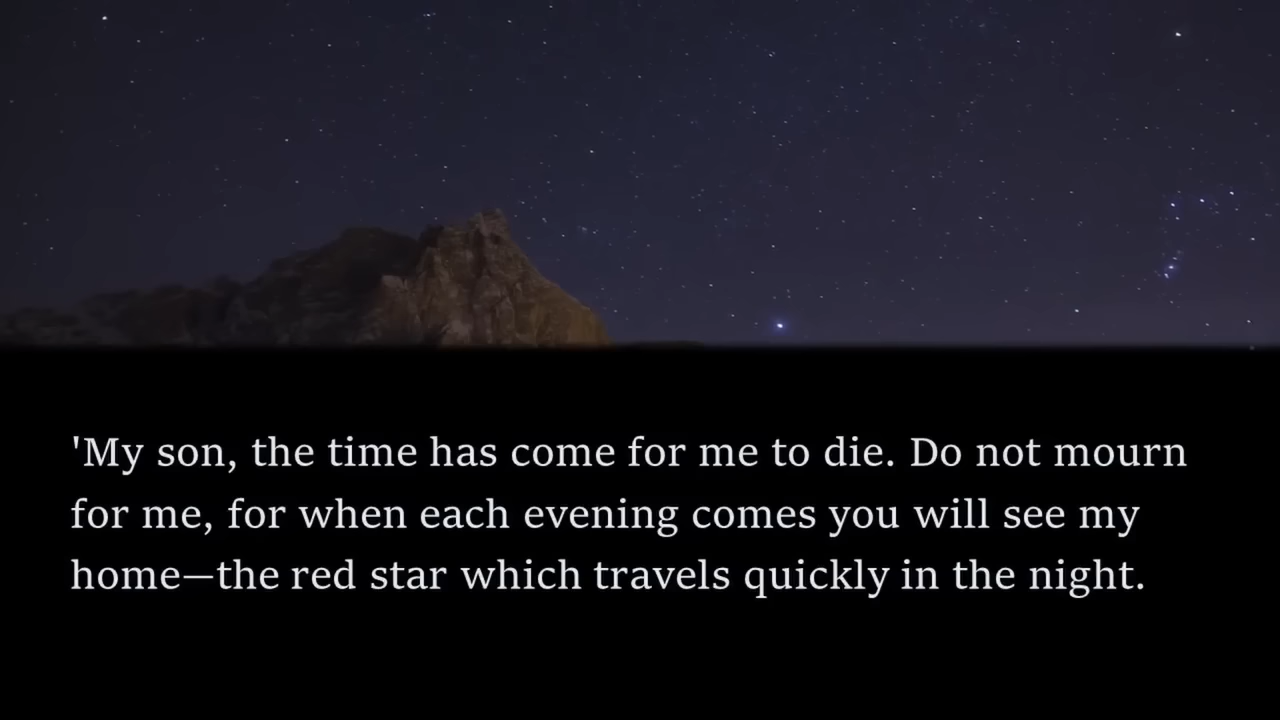 'My son, the time has come for me to die. Do not mourn
for me, for when each evening comes you will see my
home—the red star which travels quickly in the night.